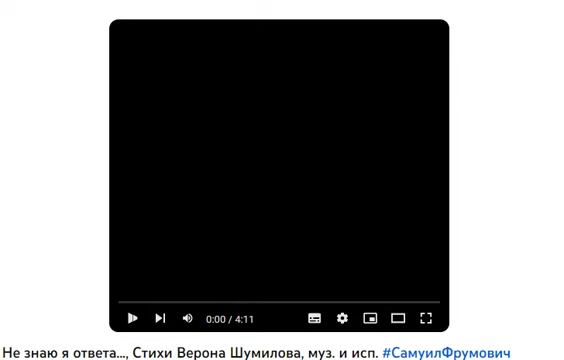 0:00 / 4:11
Не знаю я ответа..., Стихи Верона Шумилова, муз. и исп. #СамуилФрумович